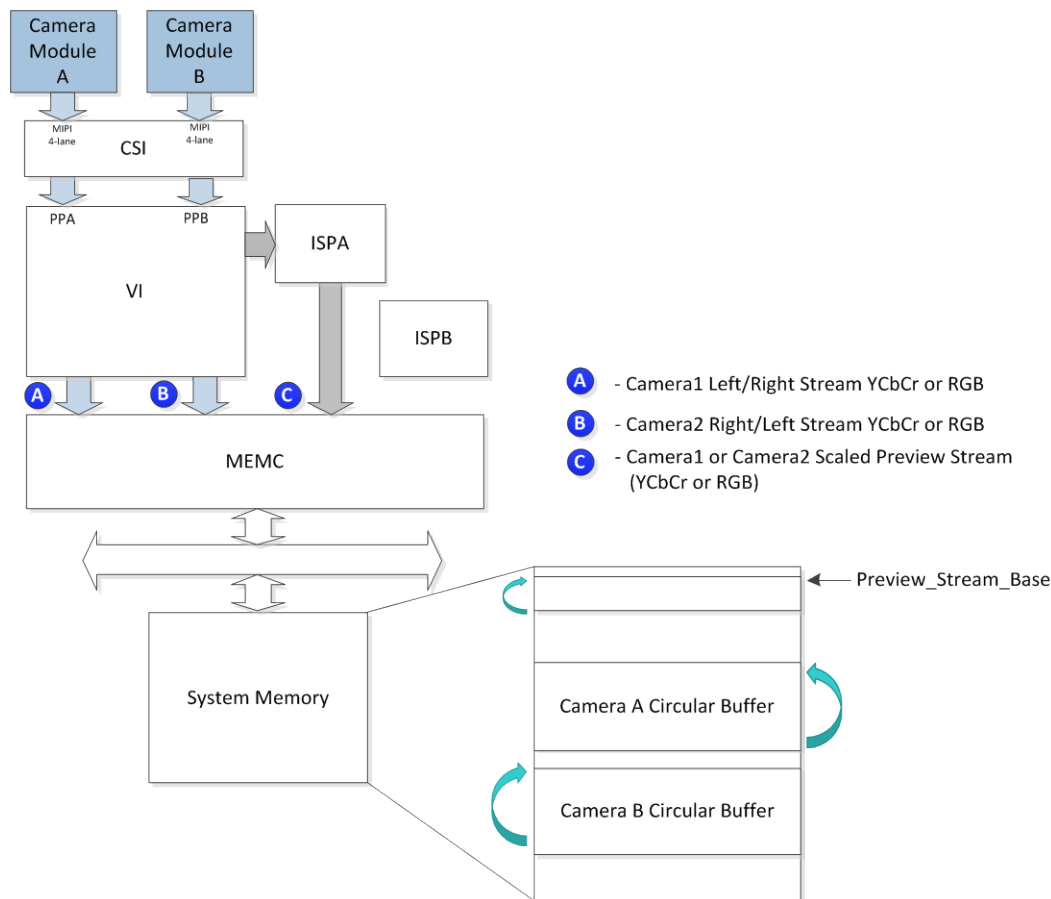 Camera
Module
A
Camera
Module
B
MIPI
4-lane
MIPI
4-lane
CSI
PPA
PPB
VI
ISPA
ISPB
A
B
C
MEMC
A - Camera1 Left/Right Stream YCbCr or RGB
B - Camera2 Right/Left Stream YCbCr or RGB
C - Camera1 or Camera2 Scaled Preview Stream
(YCbCr or RGB)
Preview_Stream_Base
System Memory
Camera A Circular Buffer
Camera B Circular Buffer